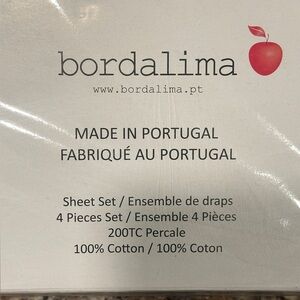 bordalima
www.bordalima.pt
MADE IN PORTUGAL
FABRIQUÉ AU PORTUGAL
Sheet Set / Ensemble de draps
4 Pieces Set / Ensemble 4 Pièces
200TC Percale
100% Cotton / 100% Coton